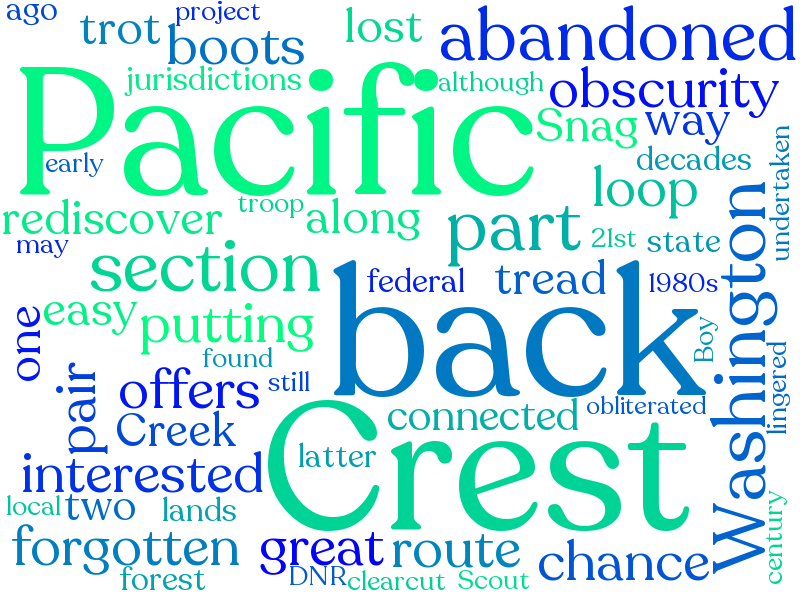 ago
project
trot
boots
lost
abandoned
Pacific
jurisdictions
although
obscurity
Snag
way
early
decades
undertaken
rediscover
troop
along
loop
part
21st
state
may
section
federal
tread
1980s
Washington
one
easy
putting
back
Boy
found
still
offers
pair
Creek
Crest
connected
obliterated
lingered
latter
interested
local
two
lands
century
forgotten
great
route
chance
forest
DNR
clearcut
Scout